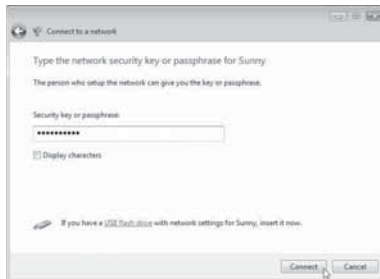 Connect to a network
Type the network security key or passphrase for Sunny
The person who setup the network can give you the key or passphrase.
Security key or passphrase:
Display characters
If you have a USB flash drive with network settings for Sunny, insert it now.
Connect Cancel